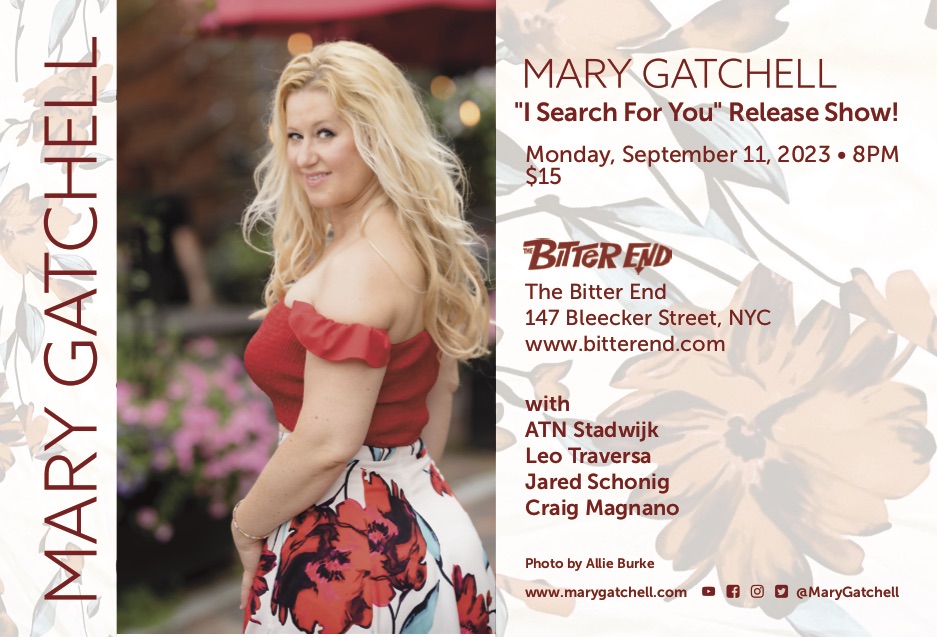 MARY GATCHELL
MARY GATCHELL
"I Search For You" Release Show!
Monday, September 11, 2023 • 8PM
$15
THE BITTER END
The Bitter End
147 Bleecker Street, NYC
www.bitterend.com
with
ATN Stadwijk
Leo Traversa
Jared Schonig
Craig Magnano
Photo by Allie Burke
www.marygatchell.com @MaryGatchell